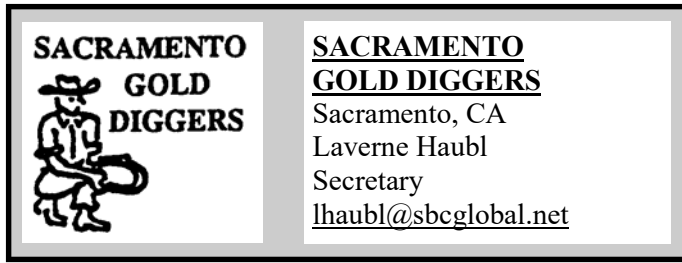 SACRAMENTO
GOLD
DIGGERS
SACRAMENTO
GOLD DIGGERS
Sacramento, CA
Laverne Haubl
Secretary
lhaubl@sbcglobal.net